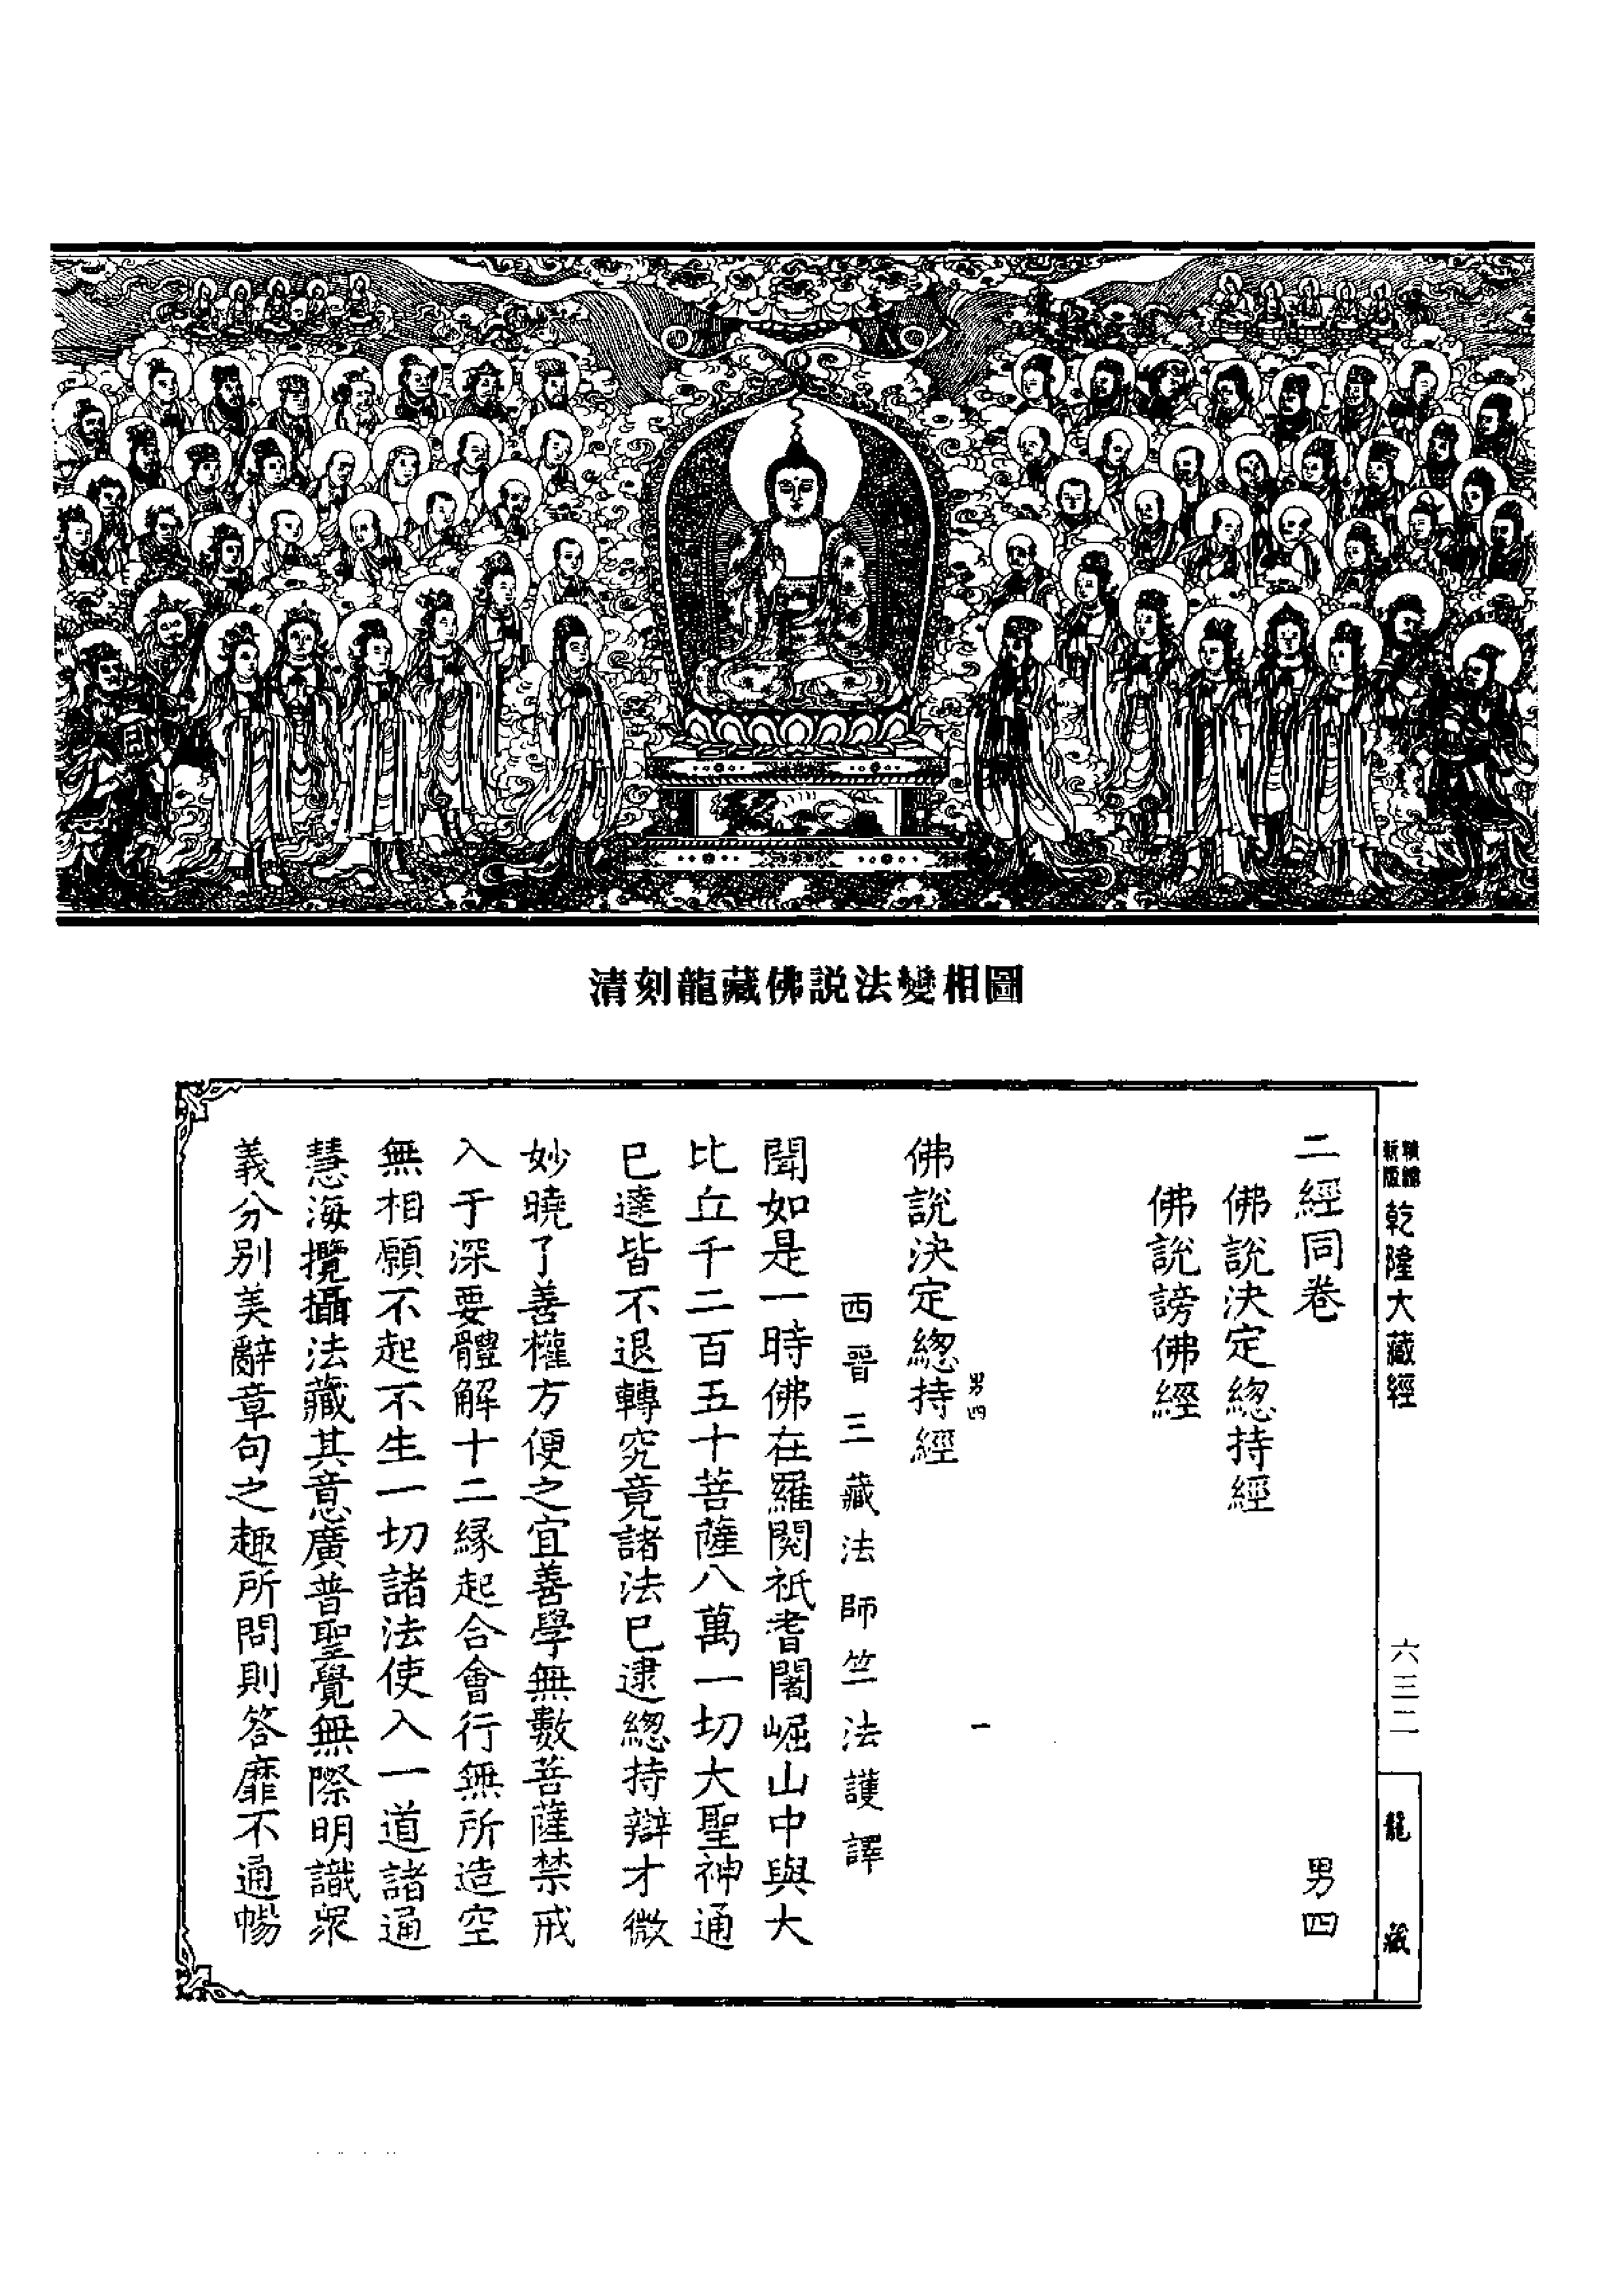 清刻龍藏佛説法變相圖
新版
乾隆大藏經
六三二
龍藏
二經同卷 男四
佛說決定緫持經
佛說謗佛經
男四 一
佛說決定緫持經
西晉三藏法師竺法護譯
聞如是一時佛在羅閱祇耆闍崛山中與大
比丘千二百五十菩薩八萬一切大聖神通
已達皆不退轉究竟諸法已逮緫持辯才微
妙曉了善權方便之宜善學無數菩薩禁戒
入于深要體解十二緣起合會行無所造空
無相願不起不生一切諸法使入一道諸通
慧海攬攝法藏其意廣普聖覺無際明識衆
義分別美辭章句之趣所問則答靡不通暢